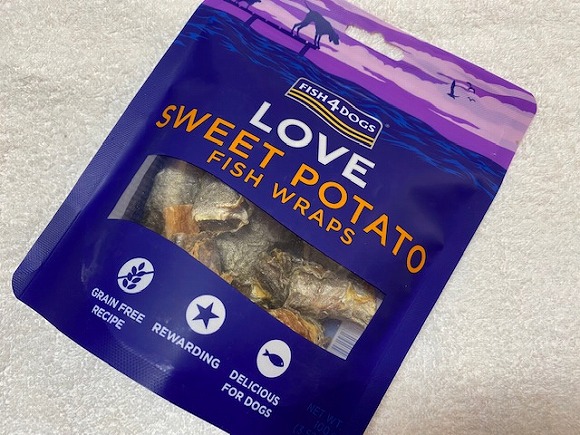 FISH4DOGS
LOVE
SWEET POTATO
FISH WRAPS
GRAIN FREE
RECIPE
REWARDING
DELICIOUS
FOR DOGS
NET WT